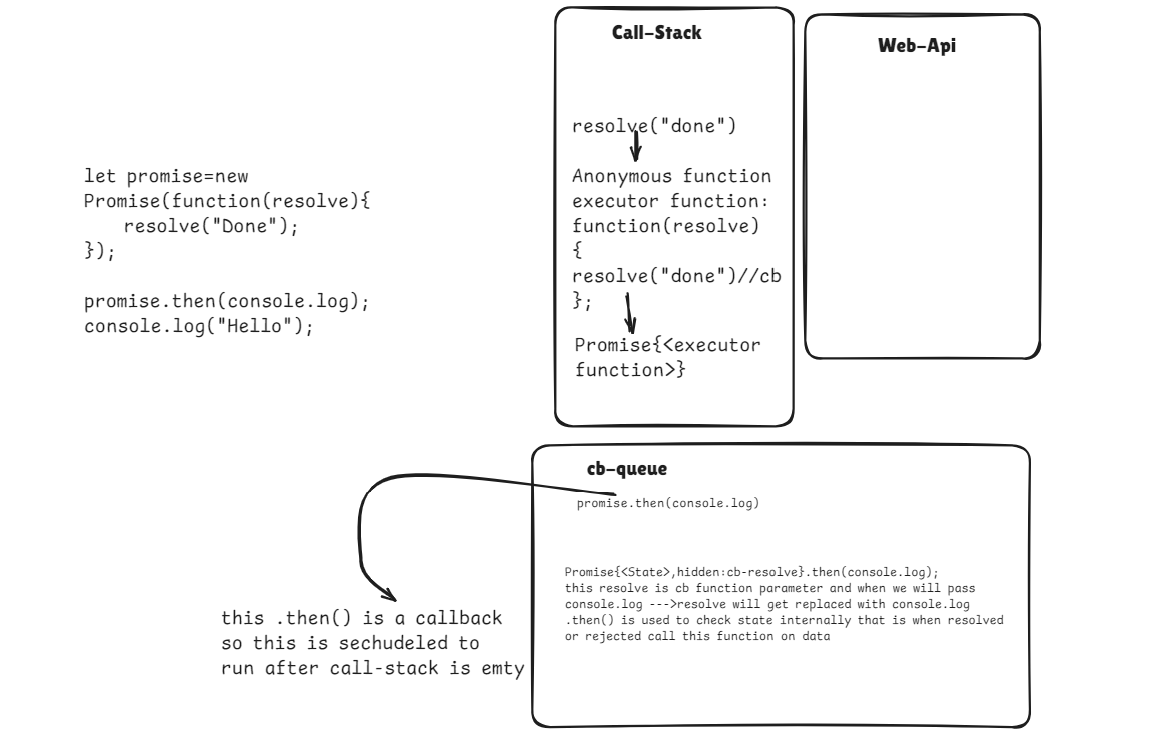 Call-Stack
Web-Api
resolve("done")
let promise=new
Promise(function(resolve){
resolve("Done");
});
promise.then(console.log);
console.log("Hello");
Anonymous function
executor function:
function(resolve)
{
resolve("done")//cb
};
Promise{<executor
function>}
cb-queue
promise.then(console.log)
Promise{<State>,hidden:cb-resolve}.then(console.log);
this resolve is cb function parameter and when we will pass
console.log --->resolve will get replaced with console.log
.then() is used to check state internally that is when resolved
or rejected call this function on data
this .then() is a callback
so this is sechudeled to
run after call-stack is emty